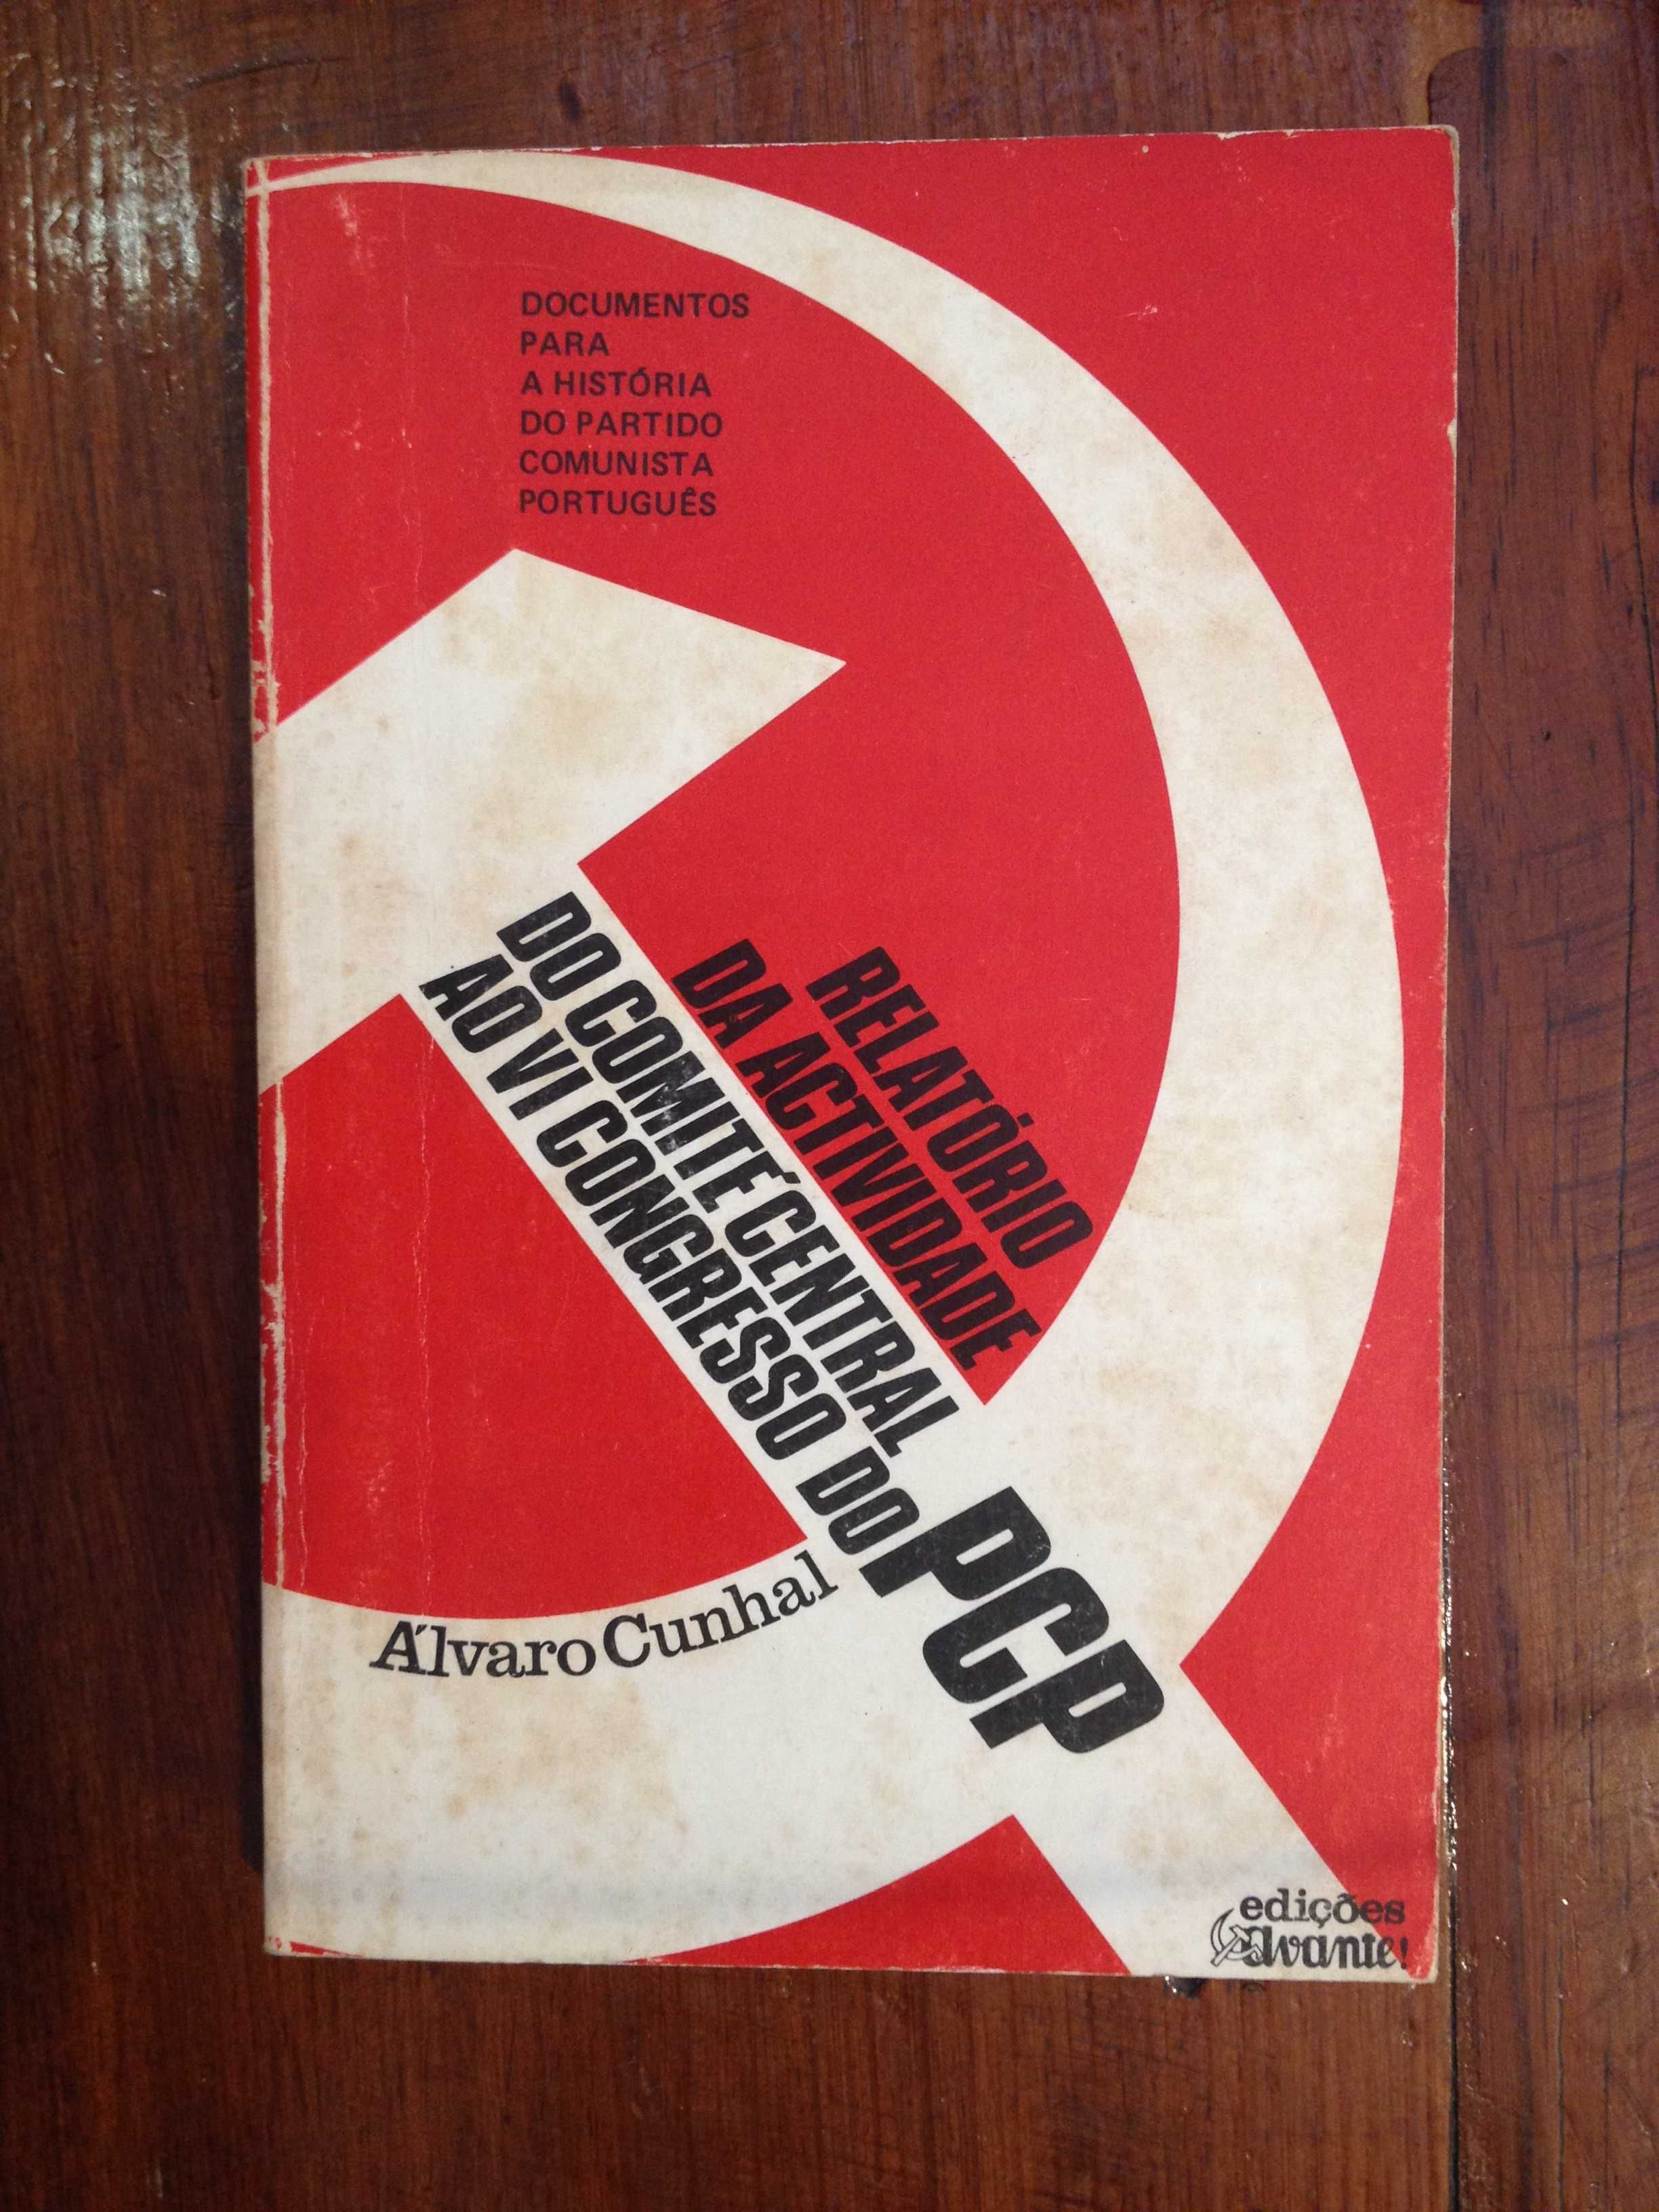 DOCUMENTOS
PARA
A HISTÓRIA
DO PARTIDO
COMUNISTA
PORTUGUÊS
RELATÓRIO
DA ACTIVIDADE
DO COMITÉ CENTRAL
AO VI CONGRESSO DO
PCP
Álvaro Cunhal
edições
avante!